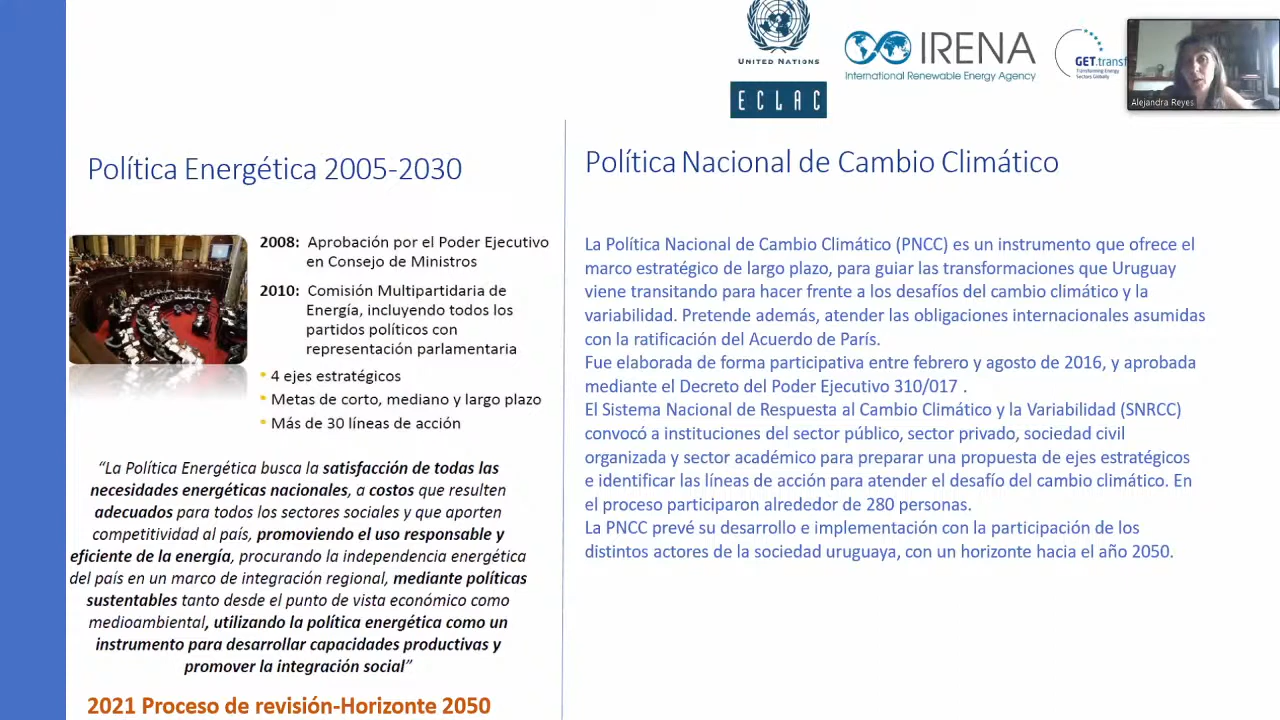 UNITED NATIONS
ECLAC
IRENA
International Renewable Energy Agency
GET.transf
Transforming Energy
Sectors Globally
Alejandra Reyes
Política Energética 2005-2030
2008: Aprobación por el Poder Ejecutivo
en Consejo de Ministros
2010: Comisión Multipartidaria de
Energía, incluyendo todos los
partidos políticos con
representación parlamentaria
• 4 ejes estratégicos
• Metas de corto, mediano y largo plazo
• Más de 30 líneas de acción
“La Política Energética busca la satisfacción de todas las
necesidades energéticas nacionales, a costos que resulten
adecuados para todos los sectores sociales y que aporten
competitividad al país, promoviendo el uso responsable y
eficiente de la energía, procurando la independencia energética
del país en un marco de integración regional, mediante políticas
sustentables tanto desde el punto de vista económico como
medioambiental, utilizando la política energética como un
instrumento para desarrollar capacidades productivas y
promover la integración social”
2021 Proceso de revisión-Horizonte 2050
Política Nacional de Cambio Climático
La Política Nacional de Cambio Climático (PNCC) es un instrumento que ofrece el
marco estratégico de largo plazo, para guiar las transformaciones que Uruguay
viene transitando para hacer frente a los desafíos del cambio climático y la
variabilidad. Pretende además, atender las obligaciones internacionales asumidas
con la ratificación del Acuerdo de París.
Fue elaborada de forma participativa entre febrero y agosto de 2016, y aprobada
mediante el Decreto del Poder Ejecutivo 310/017 .
El Sistema Nacional de Respuesta al Cambio Climático y la Variabilidad (SNRCC)
convocó a instituciones del sector público, sector privado, sociedad civil
organizada y sector académico para preparar una propuesta de ejes estratégicos
e identificar las líneas de acción para atender el desafío del cambio climático. En
el proceso participaron alrededor de 280 personas.
La PNCC prevé su desarrollo e implementación con la participación de los
distintos actores de la sociedad uruguaya, con un horizonte hacia el año 2050.